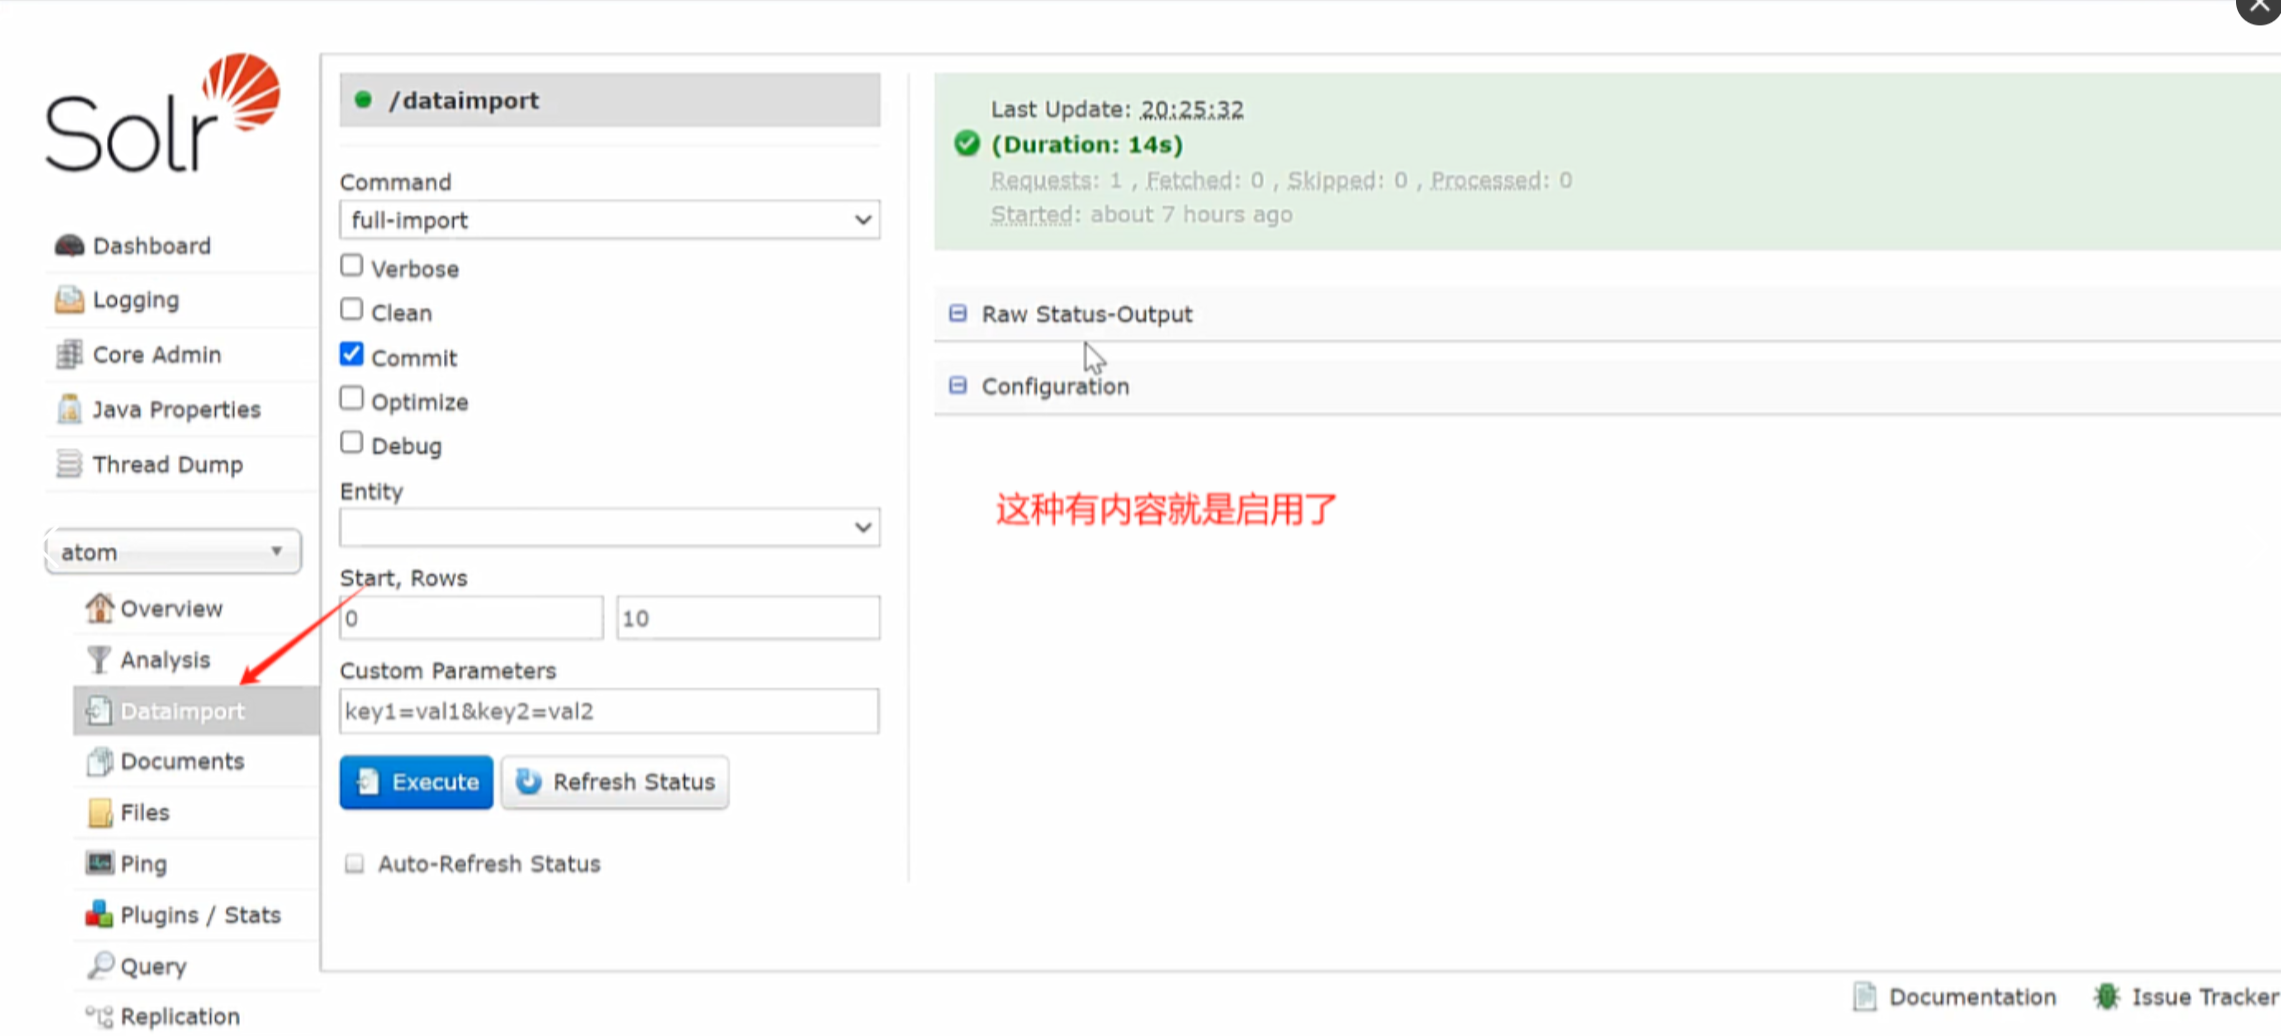 Solr
Dashboard
Logging
Core Admin
Java Properties
Thread Dump
atom
Overview
Analysis
Dataimport
Documents
Files
Ping
Plugins / Stats
Query
Replication
/dataimport
Command
full-import
Verbose
Clean
Commit
Optimize
Debug
Entity
Start, Rows
0 10
Custom Parameters
key1=val1&key2=val2
Execute Refresh Status
Auto-Refresh Status
Last Update: 20:25:32
(Duration: 14s)
Requests: 1 , Fetched: 0 , Skipped: 0 , Processed: 0
Started: about 7 hours ago
Raw Status-Output
Configuration
这种有内容就是启用了
Documentation Issue Tracker